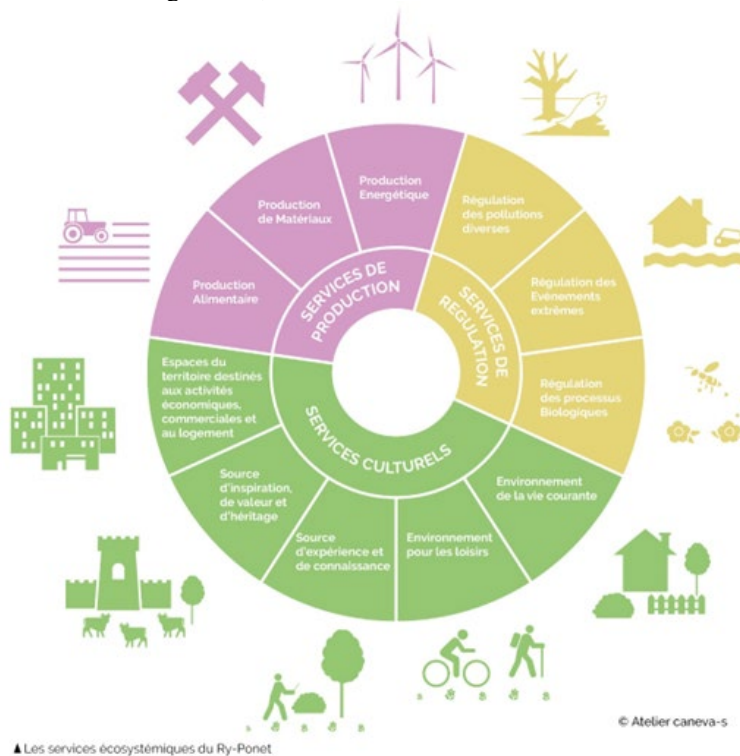 Production
Energétique
Production
de Matériaux
Production
Alimentaire
SERVICES DE
PRODUCTION
Régulation
des pollutions
diverses
Régulation des
Evénements
extrêmes
Régulation
des processus
Biologiques
SERVICES DE
REGULATION
Espaces du
territoire destinés
aux activités
économiques,
commerciales et
au logement
Source
d'inspiration,
de valeur et
d'héritage
Source
d'expérience et
de connaissance
Environnement
pour les loisirs
Environnement
de la vie courante
SERVICES CULTURELS
© Atelier caneva-s
▲Les services écosystémiques du Ry-Ponet